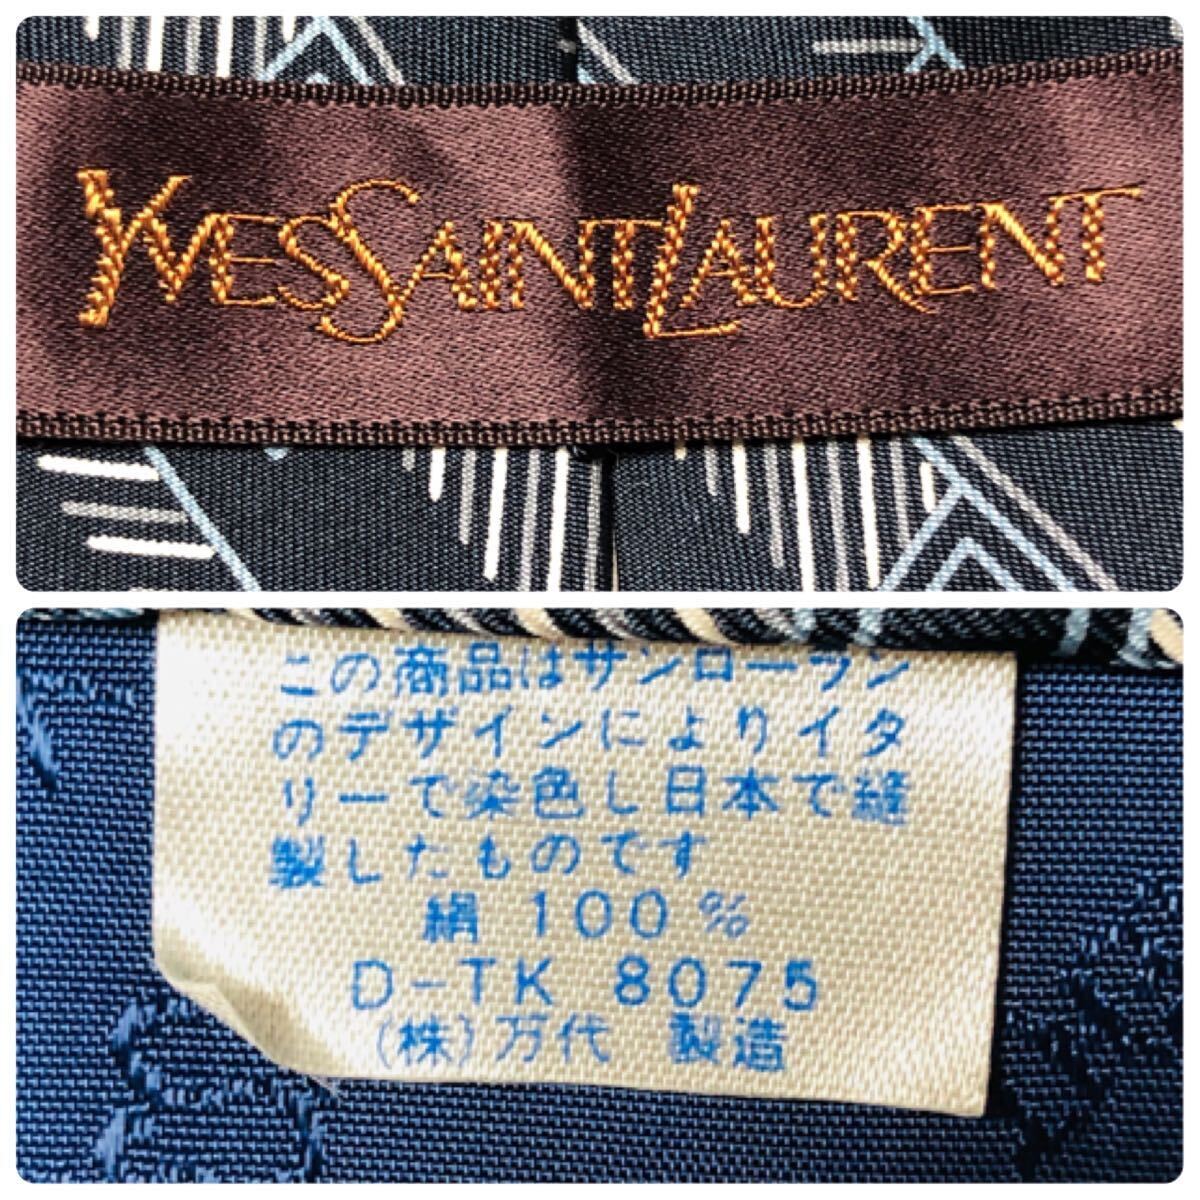 YVES SAINT LAURENT
この商品はサンローラン
のデザインによりイタ
リーで染色し日本で縫
製したものです
絹 100%
D-TK 8075
(株)万代 製造